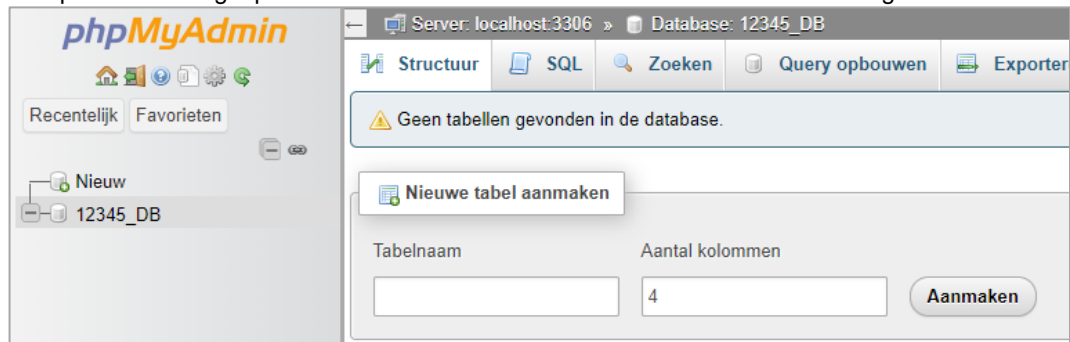 phpMyAdmin
Recentelijk Favorieten
Nieuw
12345_DB
Server: localhost:3306 » Database: 12345_DB
Structuur SQL Zoeken Query opbouwen Exporter
Geen tabellen gevonden in de database.
Nieuwe tabel aanmaken
Tabelnaam Aantal kolommen
4 Aanmaken